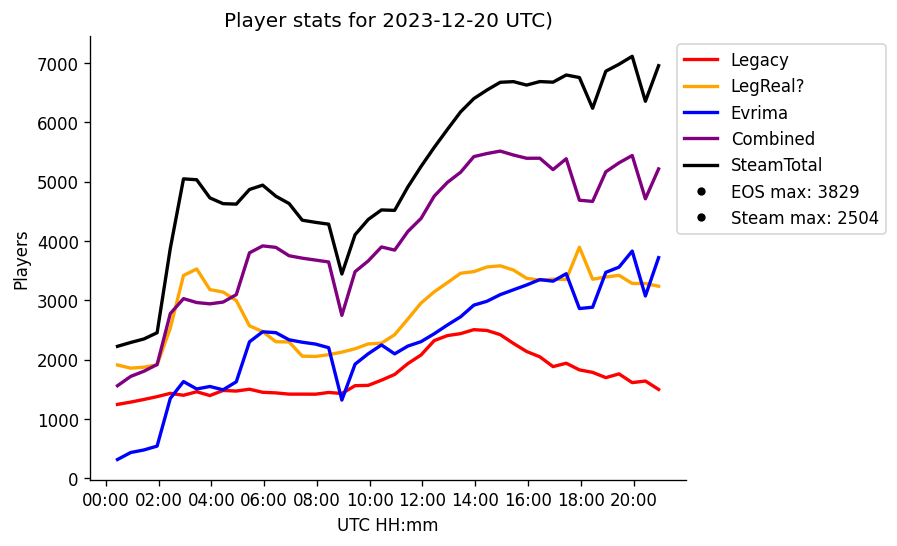 Player stats for 2023-12-20 UTC)
Players
7000
6000
5000
4000
3000
2000
1000
0
00:00 02:00 04:00 06:00 08:00 10:00 12:00 14:00 16:00 18:00 20:00
UTC HH:mm
Legacy
LegReal?
Evrima
Combined
SteamTotal
EOS max: 3829
Steam max: 2504